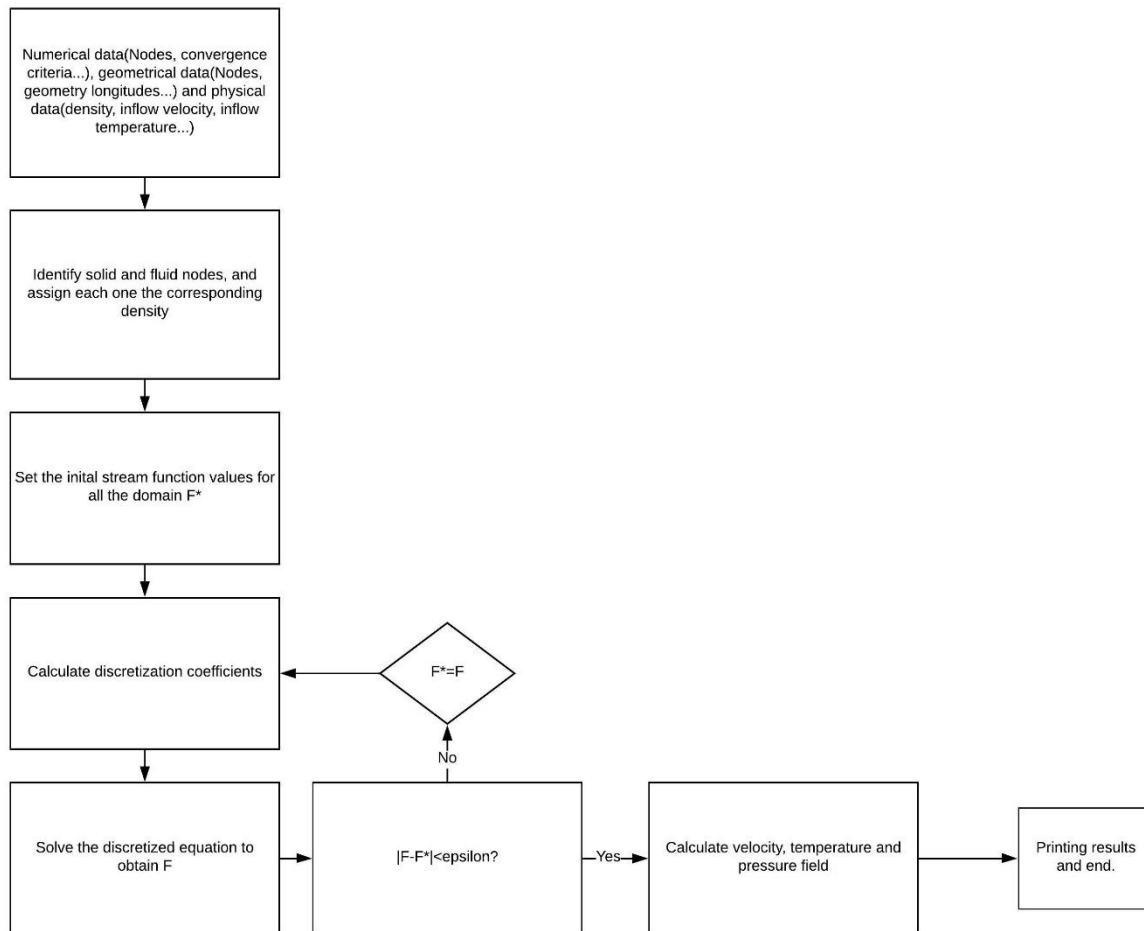 Numerical data(Nodes, convergence
criteria...), geometrical data(Nodes,
geometry longitudes...) and physical
data(density, inflow velocity, inflow
temperature...)
Identify solid and fluid nodes, and
assign each one the corresponding
density
Set the inital stream function values for
all the domain F*
Calculate discretization coefficients
F*=F
No
Solve the discretized equation to
obtain F
|F-F*|<epsilon?
Yes
Calculate velocity, temperature and
pressure field
Printing results
and end.